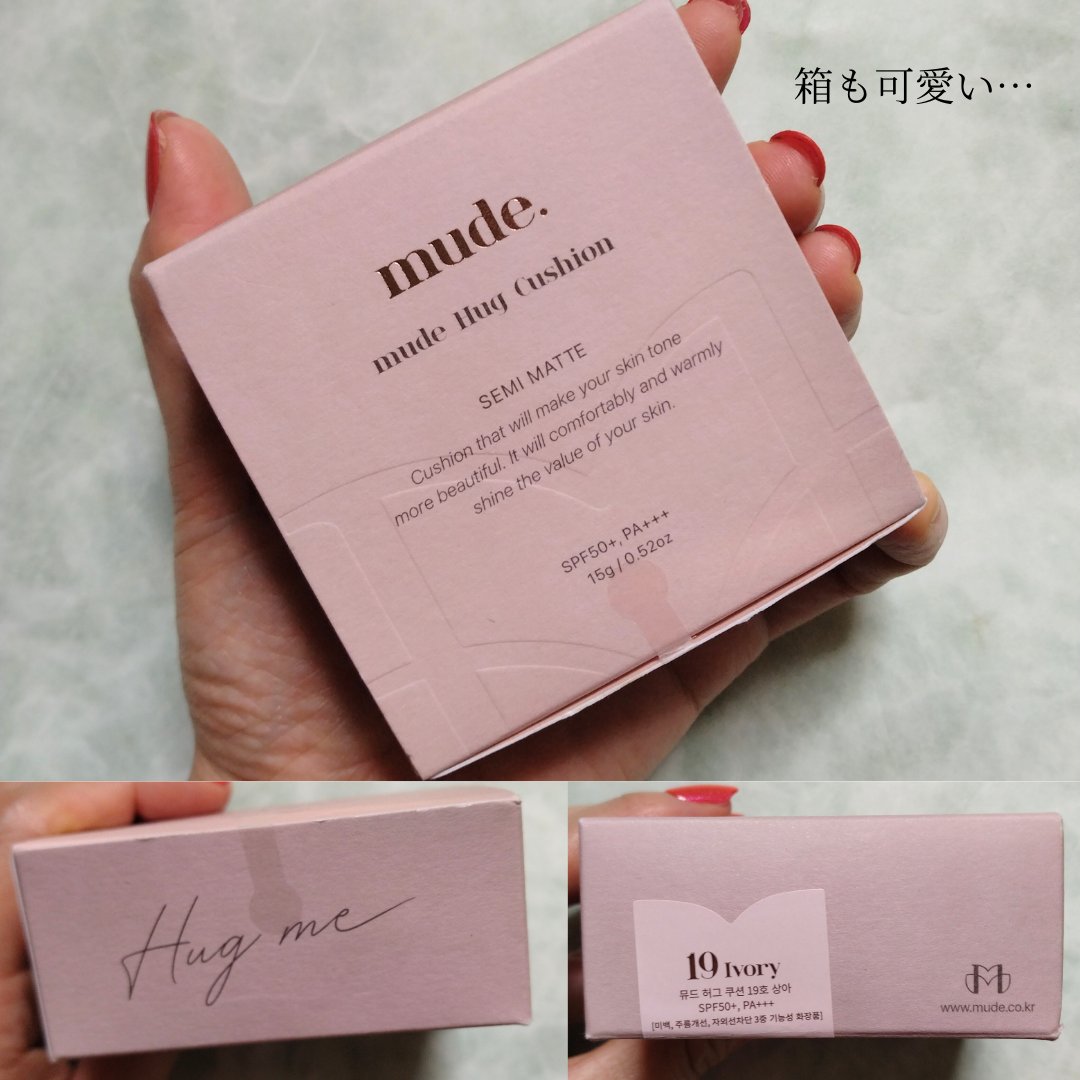 箱も可愛い…
mude.
mude Hug Cushion
SEMI MATTE
Cushion that will make your skin tone
more beautiful. It will comfortably and warmly
shine the value of your skin.
SPF50+, PA+++
15g / 0.52oz
Hug me
19 Ivory
뮤드 허그 쿠션 19호 상아
SPF50+, PA+++
[미백, 주름개선, 자외선차단 3중 기능성 화장품]
www.mude.co.kr